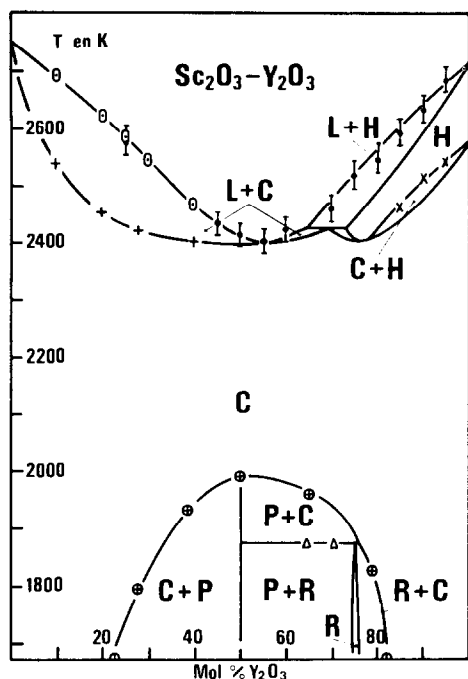 T en K
Sc₂O₃–Y₂O₃
2600
L+H
H
L+C
2400
C+H
2200
C
2000
P+C
1800
C+P
P+R
R+C
R
20
40
60
80
Mol % Y₂O₃